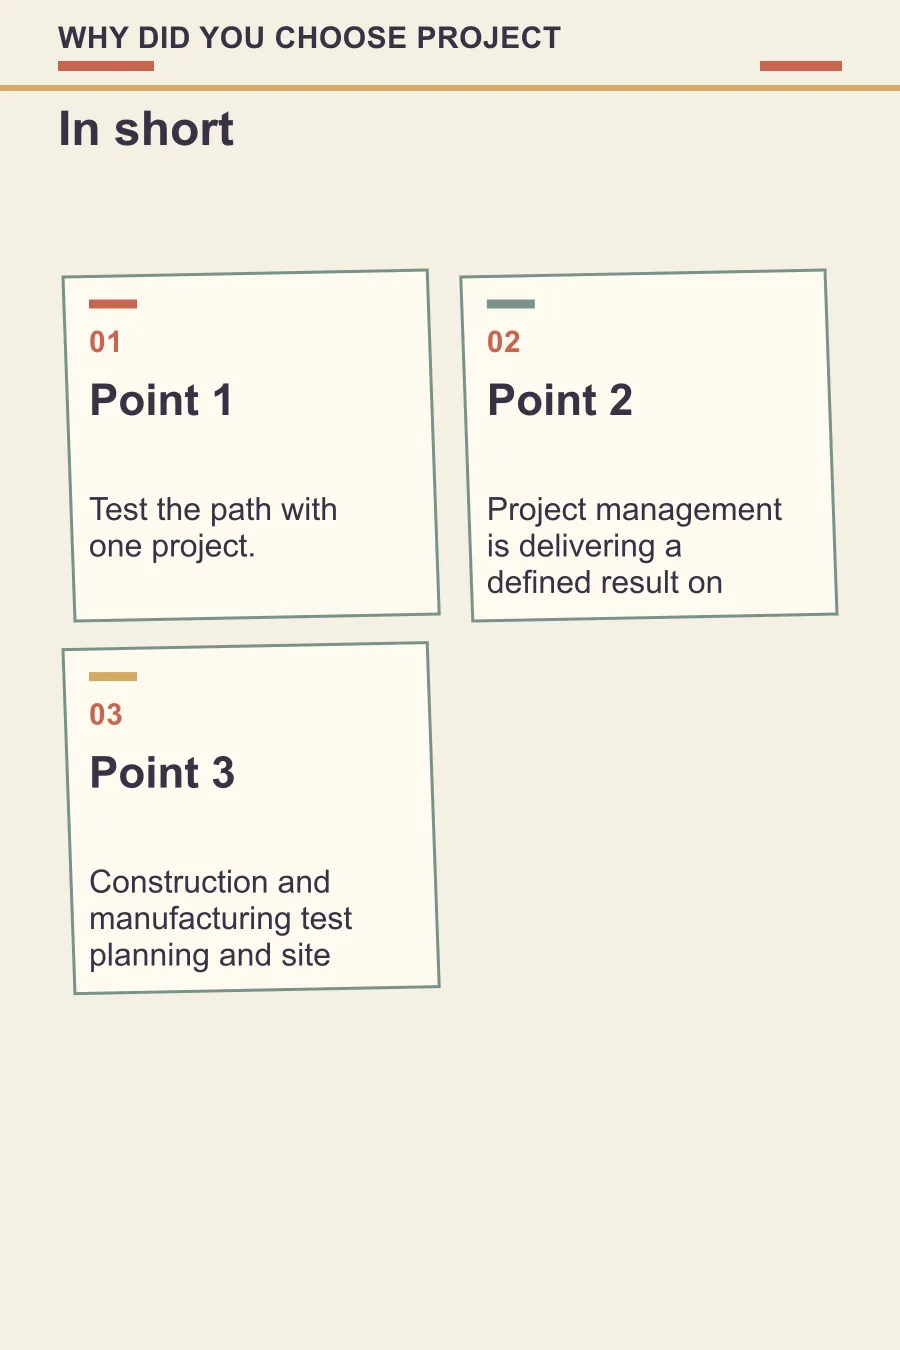 WHY DID YOU CHOOSE PROJECT
In short
01
Point 1
Test the path with
one project.
02
Point 2
Project management
is delivering a
defined result on
03
Point 3
Construction and
manufacturing test
planning and site